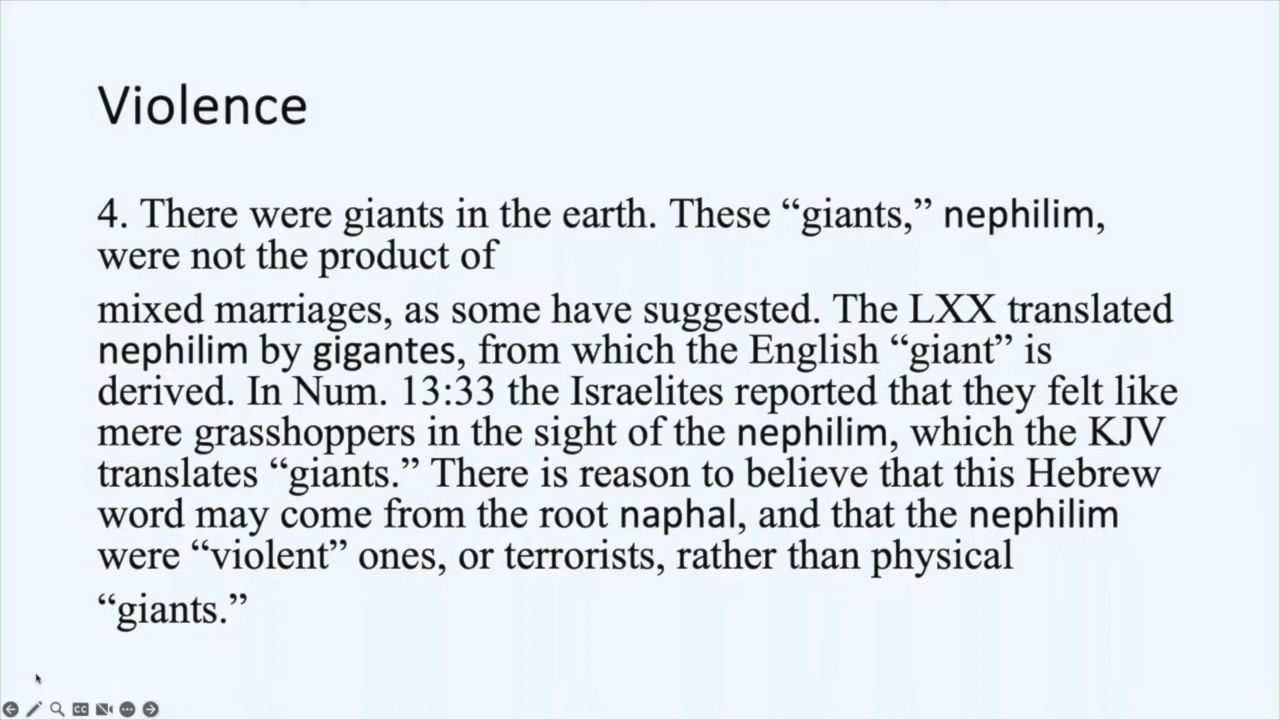 Violence
4. There were giants in the earth. These “giants,” nephilim,
were not the product of
mixed marriages, as some have suggested. The LXX translated
nephilim by gigantes, from which the English “giant” is
derived. In Num. 13:33 the Israelites reported that they felt like
mere grasshoppers in the sight of the nephilim, which the KJV
translates “giants.” There is reason to believe that this Hebrew
word may come from the root naphal, and that the nephilim
were “violent” ones, or terrorists, rather than physical
“giants.”
CC